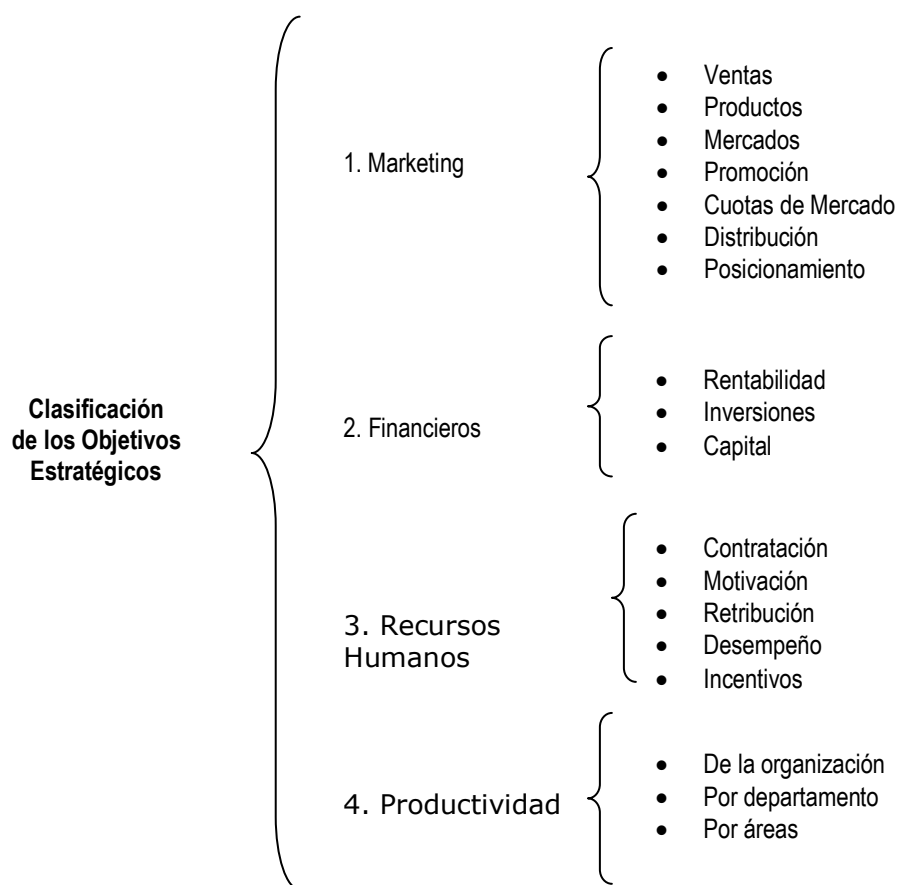 Clasificación
de los Objetivos
Estratégicos
1. Marketing
• Ventas
• Productos
• Mercados
• Promoción
• Cuotas de Mercado
• Distribución
• Posicionamiento
2. Financieros
• Rentabilidad
• Inversiones
• Capital
3. Recursos
Humanos
• Contratación
• Motivación
• Retribución
• Desempeño
• Incentivos
4. Productividad
• De la organización
• Por departamento
• Por áreas